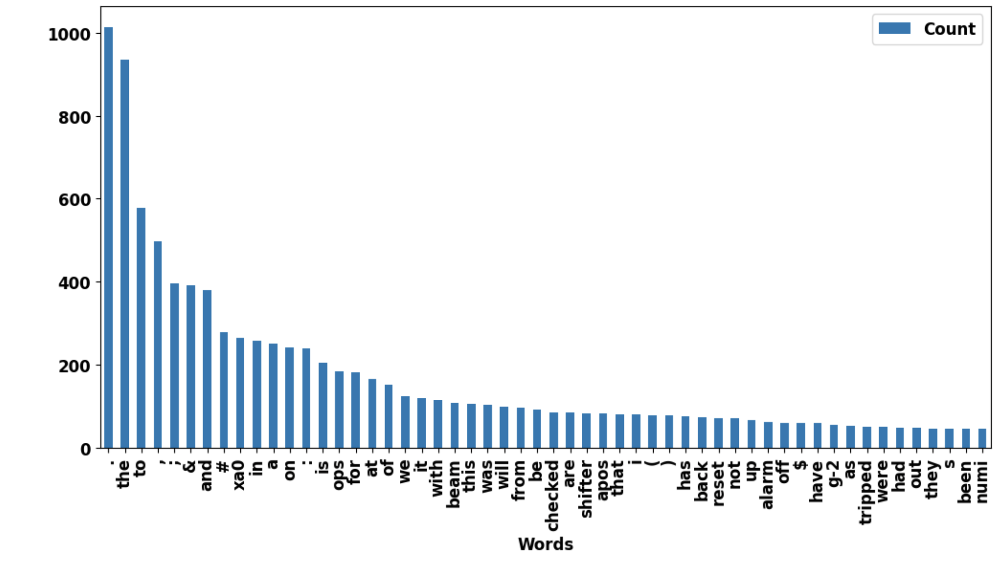 1000
800
600
400
200
0
Count
.
the
to
,
;
&
and
#
xa0
in
a
on
:
is
ops
for
at
of
we
it
with
beam
this
was
will
from
be
checked
are
shifter
apos
that
i
(
)
has
back
reset
not
up
alarm
off
$
have
g-2
as
tripped
were
had
out
they
s
been
numi
Words